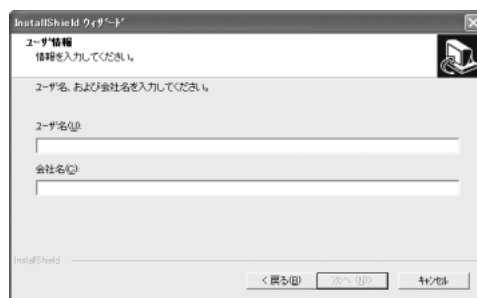 InstallShield ウィザード
ユーザ情報
情報を入力してください。
ユーザ名、および会社名を入力してください。
ユーザ名(U):
会社名(C):
InstallShield
< 戻る(B)
次へ (N)>
キャンセル